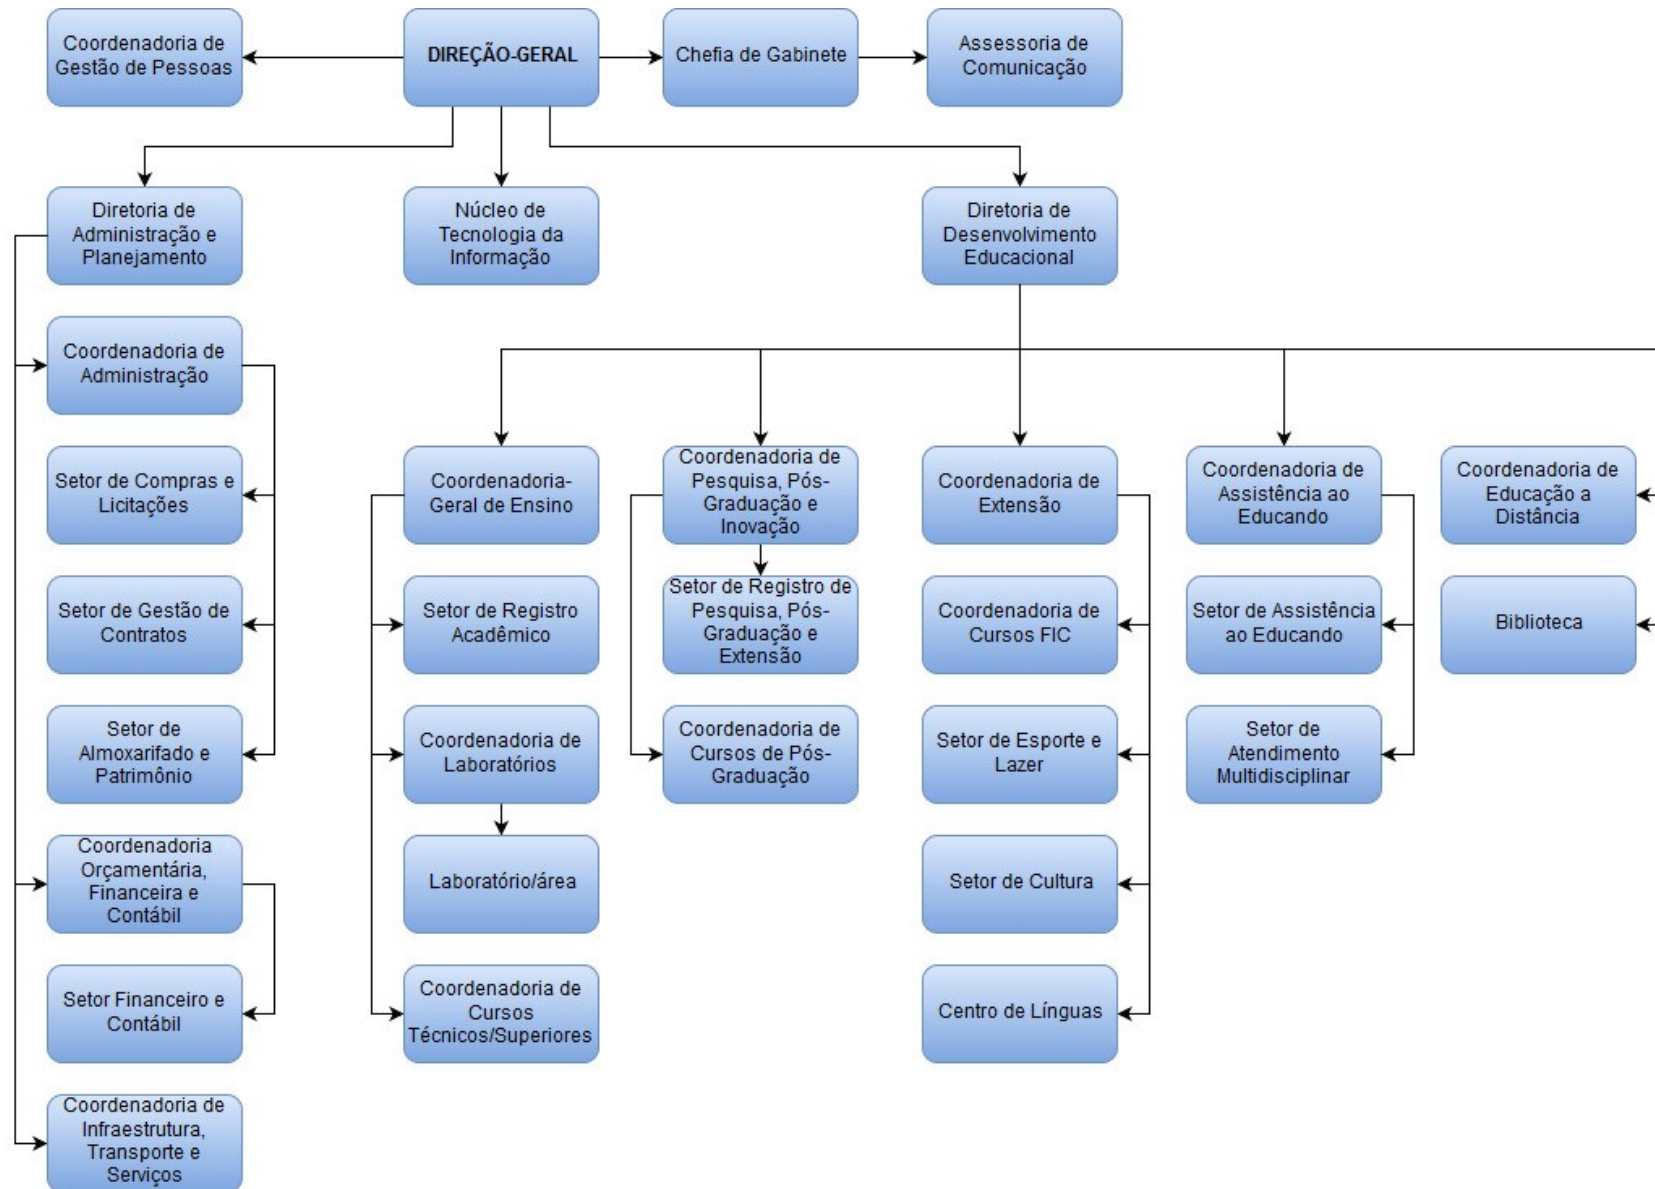 Coordenadoria de
Gestão de Pessoas
DIREÇÃO-GERAL
Chefia de Gabinete
Assessoria de
Comunicação
Diretoria de
Administração e
Planejamento
Núcleo de
Tecnologia da
Informação
Diretoria de
Desenvolvimento
Educacional
Coordenadoria de
Administração
Setor de Compras e
Licitações
Setor de Gestão de
Contratos
Setor de
Almoxarifado e
Patrimônio
Coordenadoria
Orçamentária,
Financeira e
Contábil
Setor Financeiro e
Contábil
Coordenadoria de
Infraestrutura,
Transporte e
Serviços
Coordenadoria-
Geral de Ensino
Setor de Registro
Acadêmico
Coordenadoria de
Laboratórios
Laboratório/área
Coordenadoria de
Cursos
Técnicos/Superiores
Coordenadoria de
Pesquisa, Pós-
Graduação e
Inovação
Setor de Registro de
Pesquisa, Pós-
Graduação e
Extensão
Coordenadoria de
Cursos de Pós-
Graduação
Coordenadoria de
Extensão
Coordenadoria de
Cursos FIC
Setor de Esporte e
Lazer
Setor de Cultura
Centro de Línguas
Coordenadoria de
Assistência ao
Educando
Setor de Assistência
ao Educando
Setor de
Atendimento
Multidisciplinar
Coordenadoria de
Educação a
Distância
Biblioteca